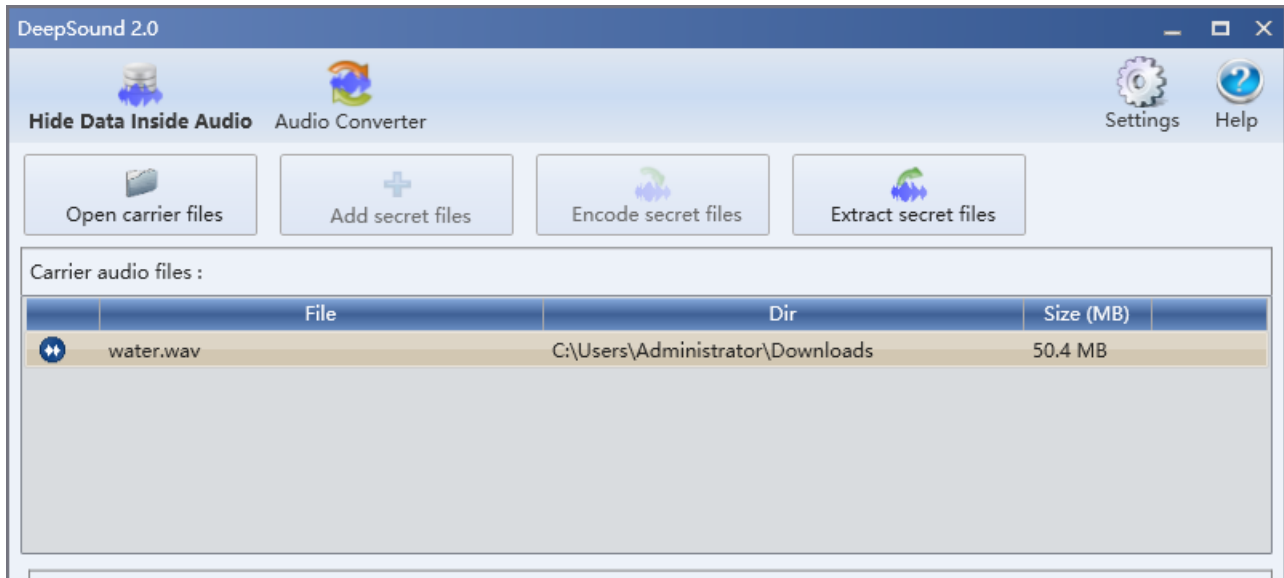 DeepSound 2.0
Hide Data Inside Audio Audio Converter Settings Help
Open carrier files Add secret files Encode secret files Extract secret files
Carrier audio files :
File Dir Size (MB)
water.wav C:\Users\Administrator\Downloads 50.4 MB